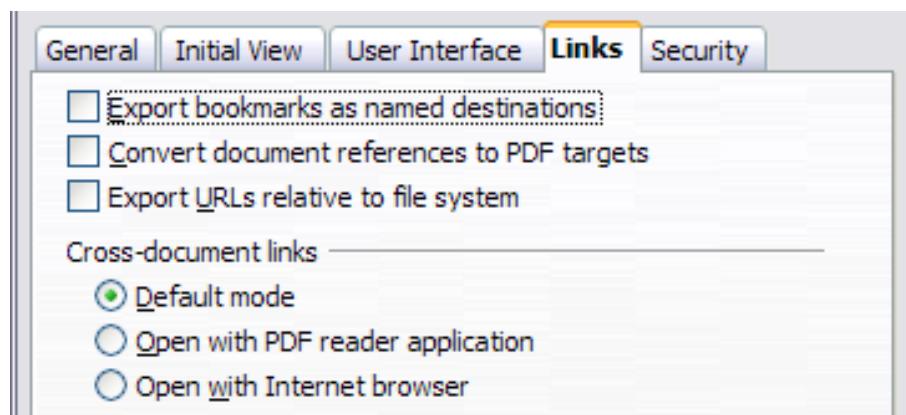 General Initial View User Interface Links Security
Export bookmarks as named destinations
Convert document references to PDF targets
Export URLs relative to file system
Cross-document links
Default mode
Open with PDF reader application
Open with Internet browser